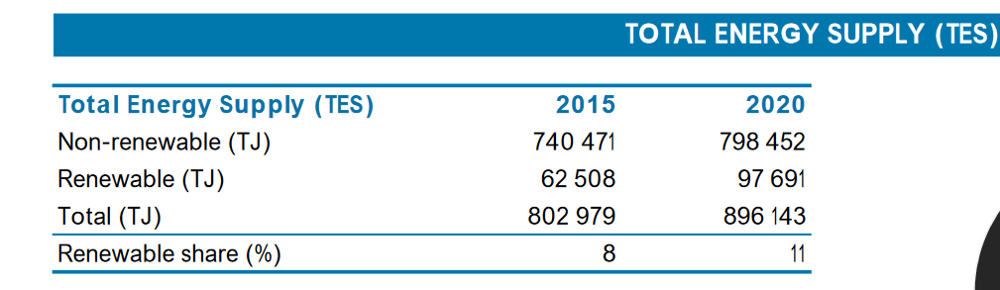 TOTAL ENERGY SUPPLY (TES)
Total Energy Supply (TES) 2015 2020
Non-renewable (TJ) 740 471 798 452
Renewable (TJ) 62 508 97 691
Total (TJ) 802 979 896 143
Renewable share (%) 8 11